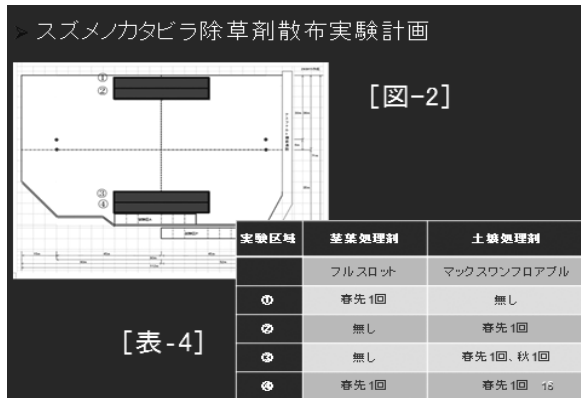 スズメノカタビラ除草剤散布実験計画
[図-2]
①
②
③
④
[表-4]
実験区域 茎葉処理剤 土壌処理剤
フルスロット マックスワンフロアブル
① 春先1回 無し
② 無し 春先1回
③ 無し 春先1回、秋1回
④ 春先1回 春先1回
16